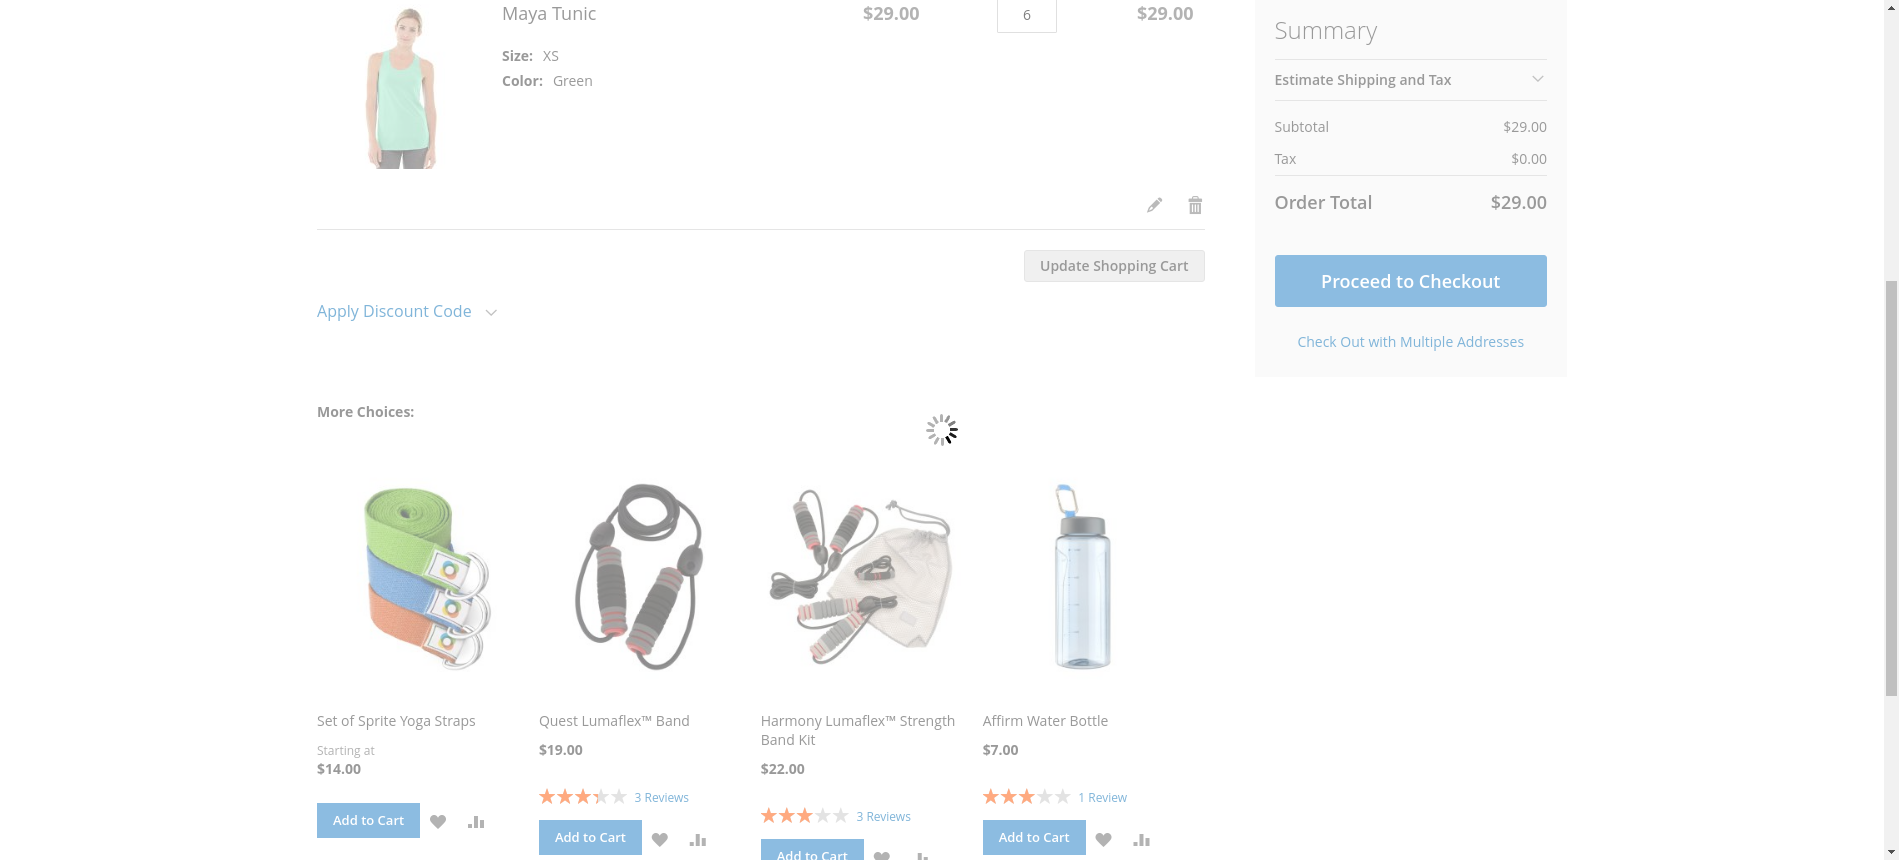 Maya Tunic $29.00 6 $29.00
Size: XS
Color: Green
Update Shopping Cart
Apply Discount Code
Summary
Estimate Shipping and Tax
Subtotal $29.00
Tax $0.00
Order Total $29.00
Proceed to Checkout
Check Out with Multiple Addresses
More Choices:
Set of Sprite Yoga Straps
Starting at
$14.00
Add to Cart
Quest Lumaflex™ Band
$19.00
3 Reviews
Add to Cart
Harmony Lumaflex™ Strength
Band Kit
$22.00
3 Reviews
Add to Cart
Affirm Water Bottle
$7.00
1 Review
Add to Cart